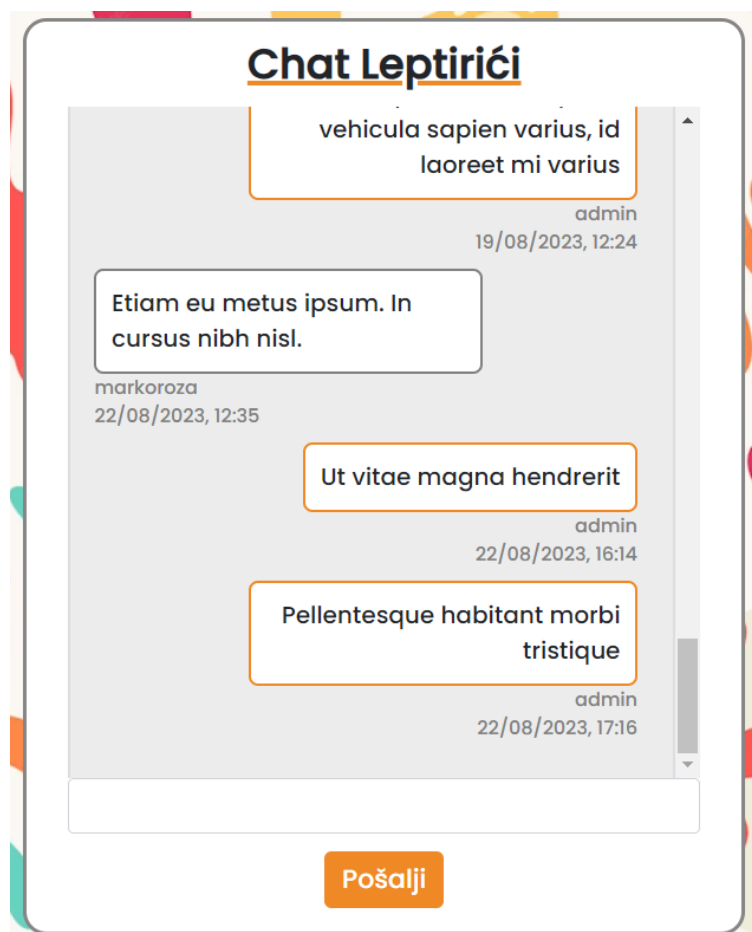 Chat Leptirići
vehicula sapien varius, id
laoreet mi varius
admin
19/08/2023, 12:24
Etiam eu metus ipsum. In
cursus nibh nisl.
markoroza
22/08/2023, 12:35
Ut vitae magna hendrerit
admin
22/08/2023, 16:14
Pellentesque habitant morbi
tristique
admin
22/08/2023, 17:16
Pošalji